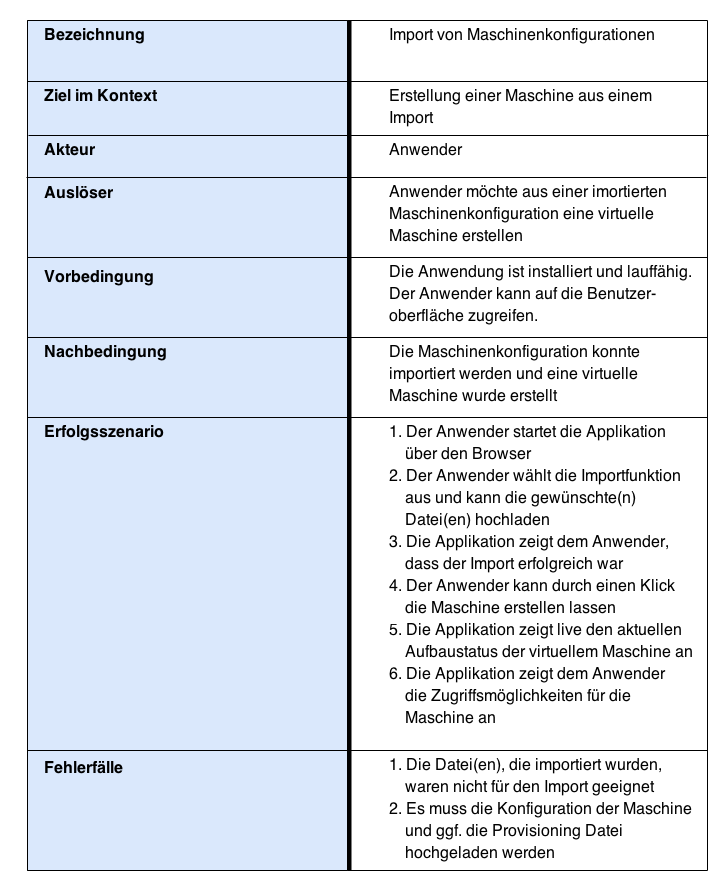 Bezeichnung
Import von Maschinenkonfigurationen
Ziel im Kontext
Erstellung einer Maschine aus einem
Import
Akteur
Anwender
Auslöser
Anwender möchte aus einer imortierten
Maschinenkonfiguration eine virtuelle
Maschine erstellen
Vorbedingung
Die Anwendung ist installiert und lauffähig.
Der Anwender kann auf die Benutzer-
oberfläche zugreifen.
Nachbedingung
Die Maschinenkonfiguration konnte
importiert werden und eine virtuelle
Maschine wurde erstellt
Erfolgsszenario
1. Der Anwender startet die Applikation
über den Browser
2. Der Anwender wählt die Importfunktion
aus und kann die gewünschte(n)
Datei(en) hochladen
3. Die Applikation zeigt dem Anwender,
dass der Import erfolgreich war
4. Der Anwender kann durch einen Klick
die Maschine erstellen lassen
5. Die Applikation zeigt live den aktuellen
Aufbaustatus der virtuellem Maschine an
6. Die Applikation zeigt dem Anwender
die Zugriffsmöglichkeiten für die
Maschine an
Fehlerfälle
1. Die Datei(en), die importiert wurden,
waren nicht für den Import geeignet
2. Es muss die Konfiguration der Maschine
und ggf. die Provisioning Datei
hochgeladen werden